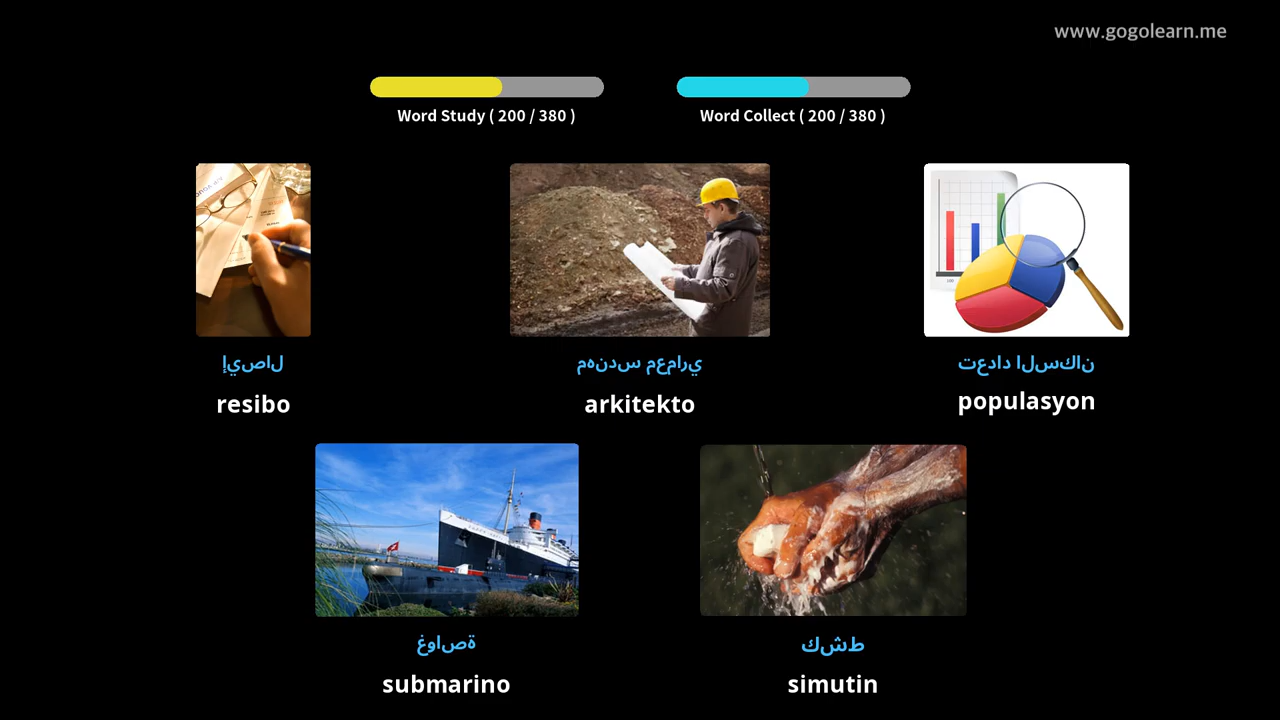 www.gogolearn.me
Word Study ( 200 / 380 )
Word Collect ( 200 / 380 )
إيصال
مهندس معماري
تعداد السكان
resibo
arkitekto
populasyon
غواصة
كشط
submarino
simutin